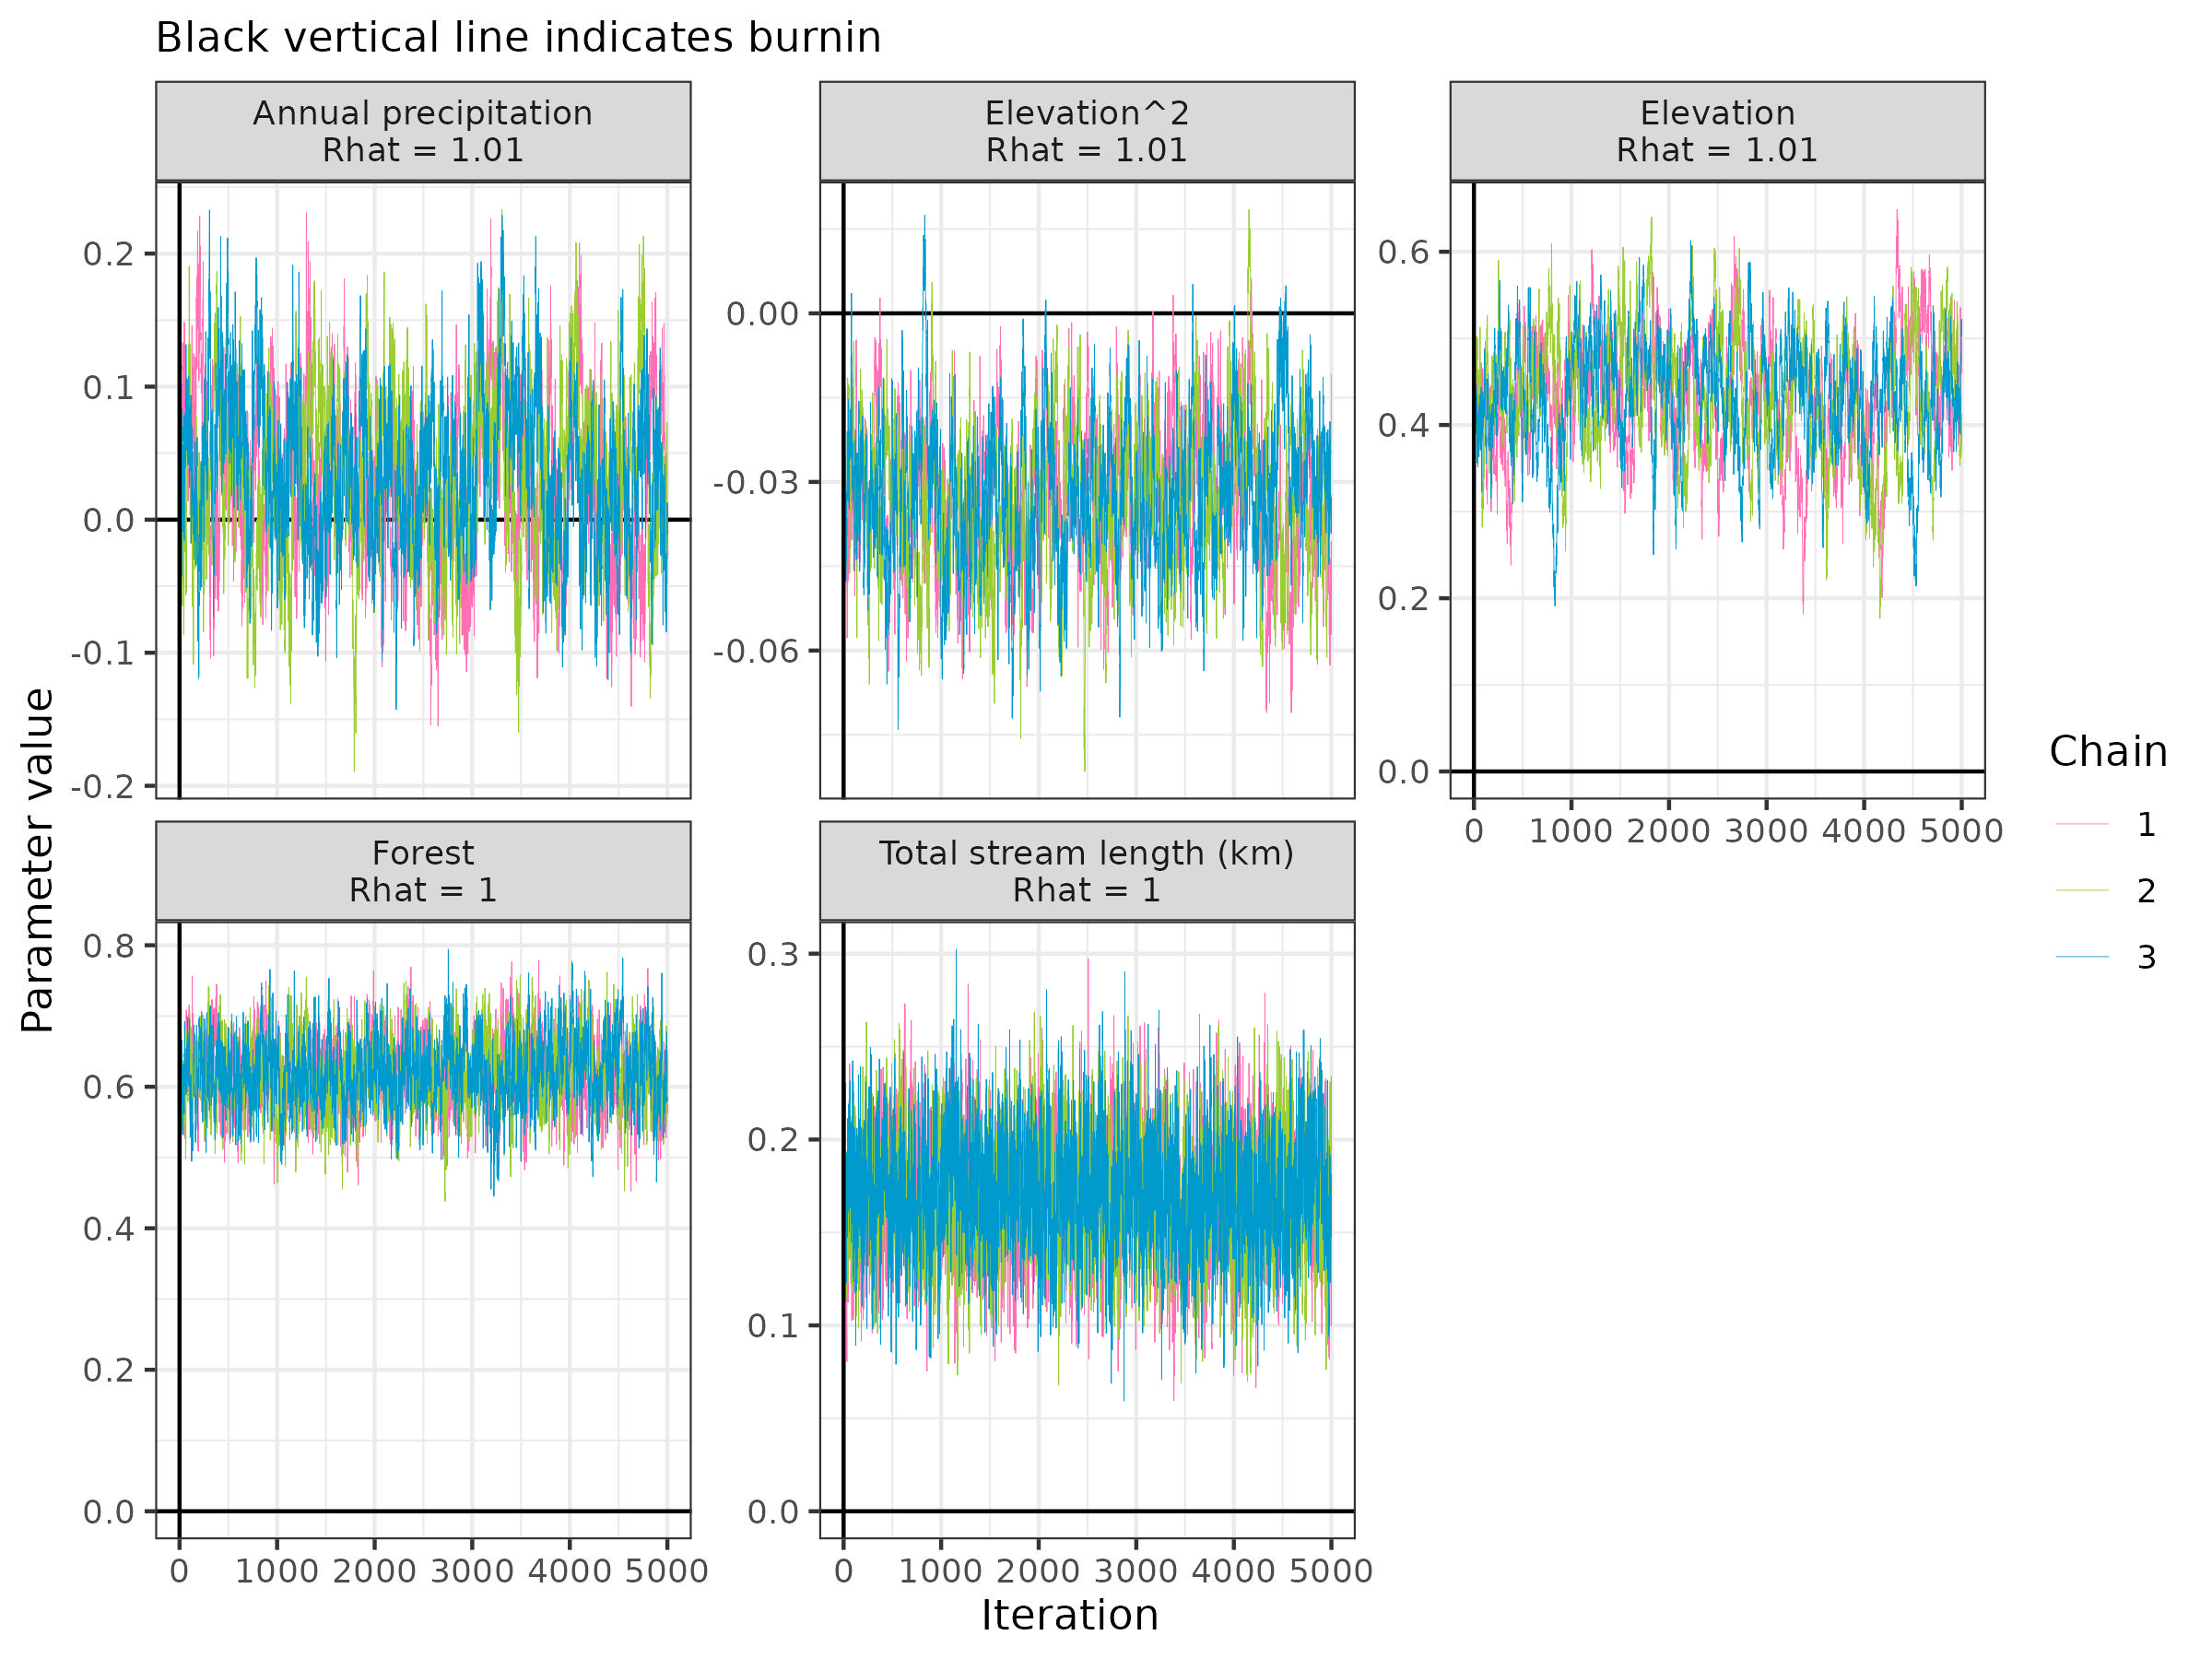 Black vertical line indicates burnin
Annual precipitation
Rhat = 1.01
Elevation^2
Rhat = 1.01
Elevation
Rhat = 1.01
0.2
0.1
0.0
-0.1
-0.2
0.00
-0.03
-0.06
0.6
0.4
0.2
0.0
0 1000 2000 3000 4000 5000
Parameter value
Forest
Rhat = 1
Total stream length (km)
Rhat = 1
0.8
0.6
0.4
0.2
0.0
0.3
0.2
0.1
0.0
0 1000 2000 3000 4000 5000
0 1000 2000 3000 4000 5000
Iteration
Chain
1
2
3